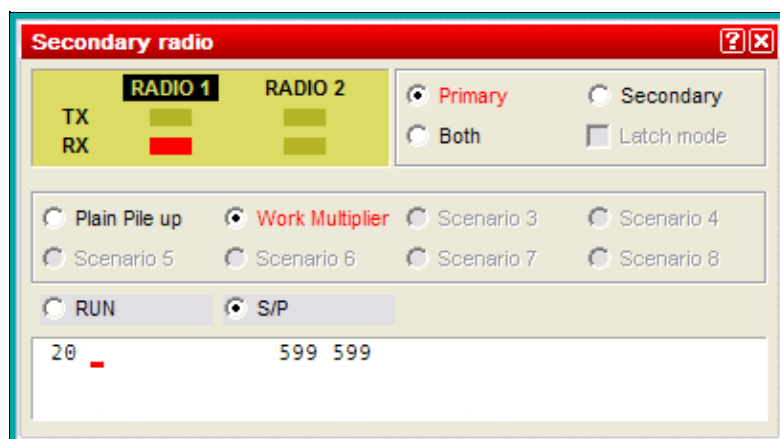 Secondary radio
RADIO 1 RADIO 2
TX
RX
Primary Secondary
Both Latch mode
Plain Pile up Work Multiplier Scenario 3 Scenario 4
Scenario 5 Scenario 6 Scenario 7 Scenario 8
RUN S/P
20 599 599